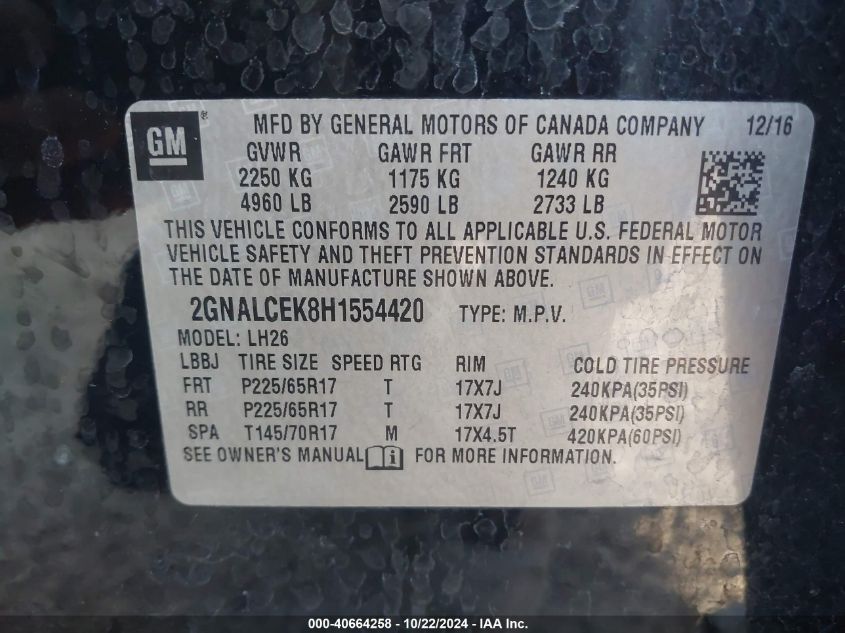 GM® MFD BY GENERAL MOTORS OF CANADA COMPANY 12/16
GVWR GAWR FRT GAWR RR
2250 KG 1175 KG 1240 KG
4960 LB 2590 LB 2733 LB
THIS VEHICLE CONFORMS TO ALL APPLICABLE U.S. FEDERAL MOTOR
VEHICLE SAFETY AND THEFT PREVENTION STANDARDS IN EFFECT ON
THE DATE OF MANUFACTURE SHOWN ABOVE.
2GNALCEK8H1554420 TYPE: M.P.V.
MODEL: LH26
LBBJ TIRE SIZE SPEED RTG RIM COLD TIRE PRESSURE
FRT P225/65R17 T 17X7J 240KPA(35PSI)
RR P225/65R17 T 17X7J 240KPA(35PSI)
SPA T145/70R17 M 17X4.5T 420KPA(60PSI)
SEE OWNER'S MANUAL i FOR MORE INFORMATION.
000-40664258 - 10/22/2024 - IAA Inc.